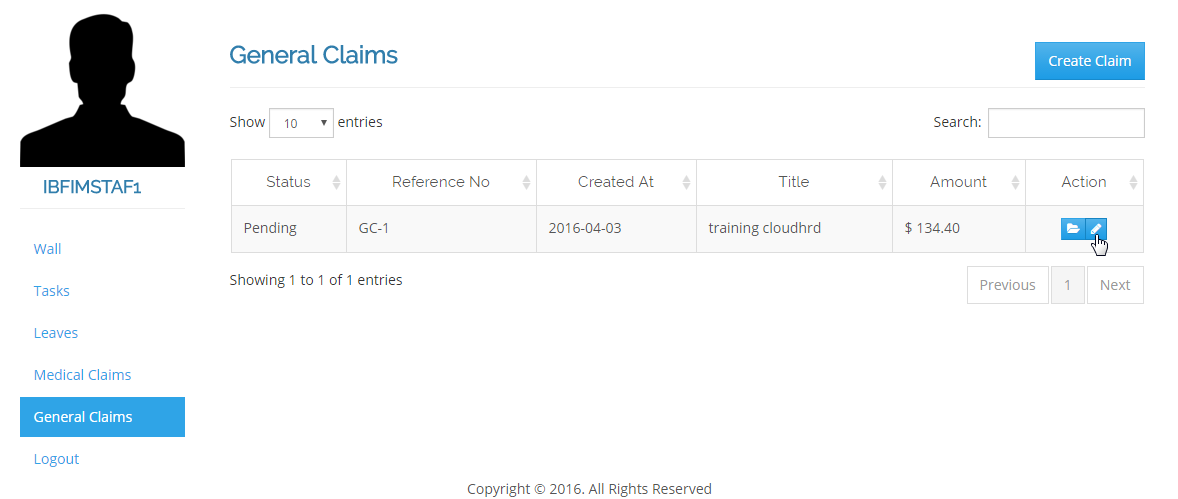 General Claims
Create Claim
Show 10 entries
Search:
Status Reference No Created At Title Amount Action
Pending GC-1 2016-04-03 training cloudhrd $ 134.40
Showing 1 to 1 of 1 entries
Previous 1 Next
IBFIMSTAF1
Wall
Tasks
Leaves
Medical Claims
General Claims
Logout
Copyright © 2016. All Rights Reserved